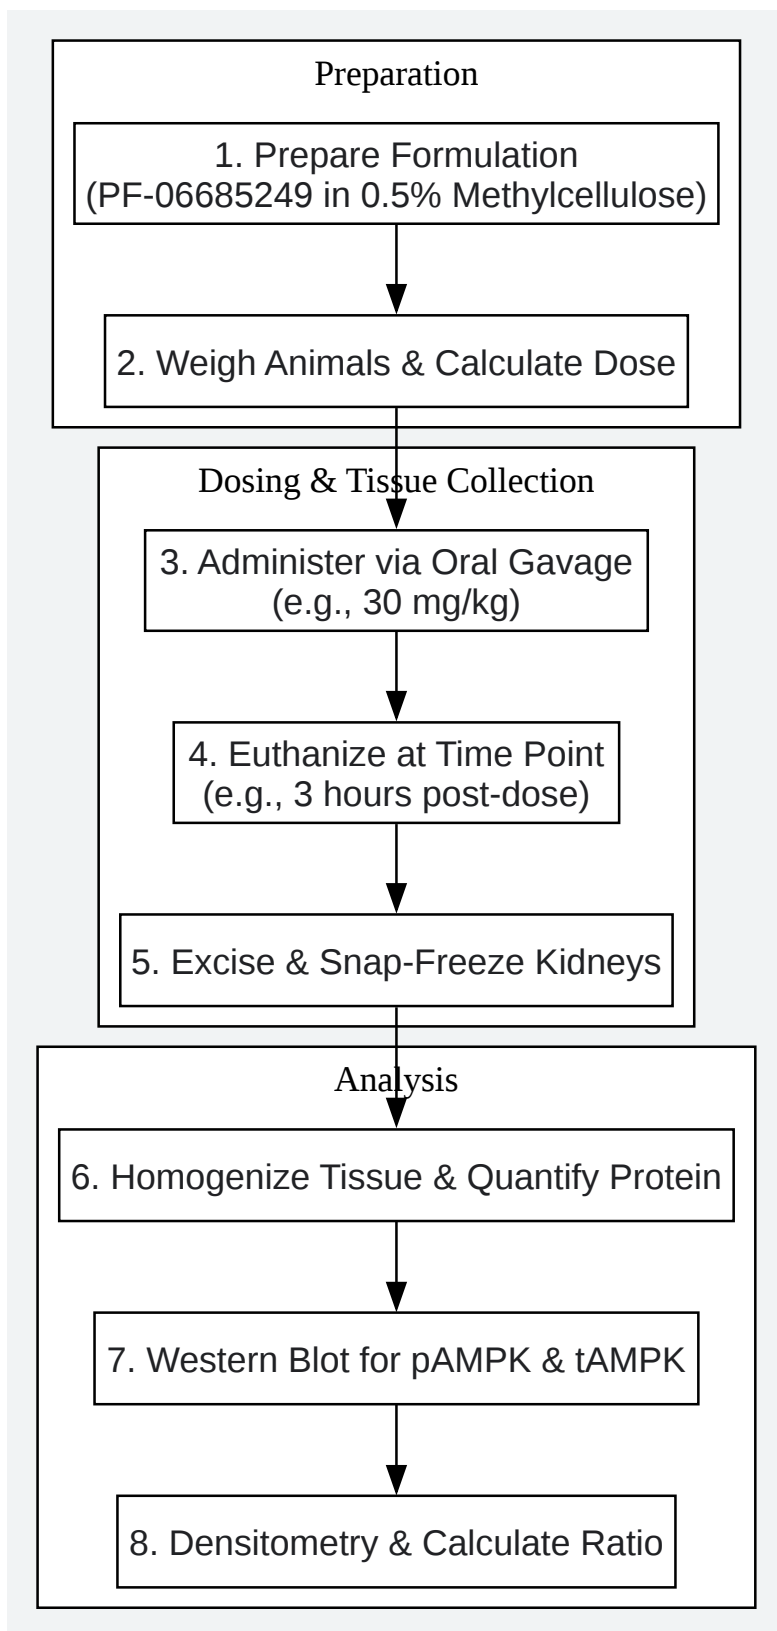 Preparation
1. Prepare Formulation
(PF-06685249 in 0.5% Methylcellulose)
2. Weigh Animals & Calculate Dose
Dosing & Tissue Collection
3. Administer via Oral Gavage
(e.g., 30 mg/kg)
4. Euthanize at Time Point
(e.g., 3 hours post-dose)
5. Excise & Snap-Freeze Kidneys
Analysis
6. Homogenize Tissue & Quantify Protein
7. Western Blot for pAMPK & tAMPK
8. Densitometry & Calculate Ratio